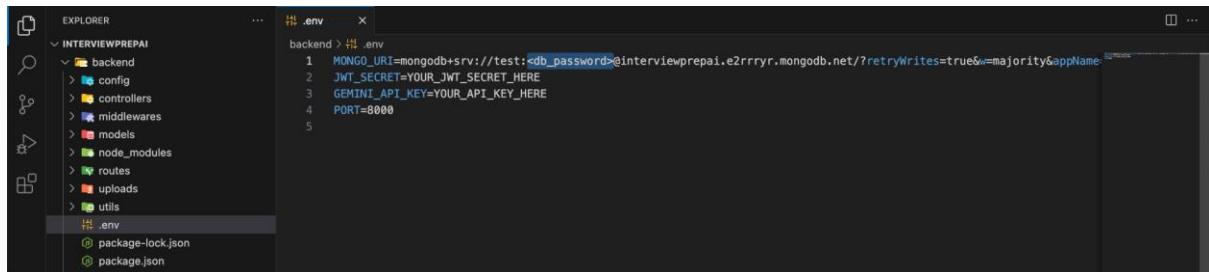 EXPLORER
INTERVIEWPREPAI
backend
config
controllers
middlewares
models
node_modules
routes
uploads
utils
.env
package-lock.json
package.json
.env
backend > .env
1 MONGO_URI=mongodb+srv://test:<db_password>@interviewprepai.e2rrryr.mongodb.net/?retryWrites=true&w=majority&appName=
2 JWT_SECRET=YOUR_JWT_SECRET_HERE
3 GEMINI_API_KEY=YOUR_API_KEY_HERE
4 PORT=8000
5